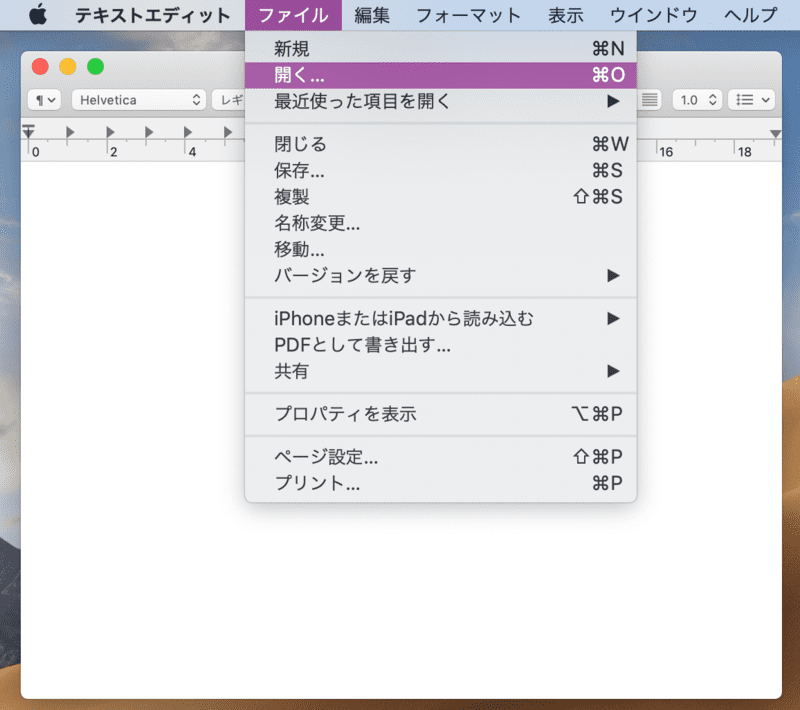 テキストエディット ファイル 編集 フォーマット 表示 ウインドウ ヘルプ
¶ Helvetica レギ 1.0
0 2 4 16 18
新規 ⌘N
開く... ⌘O
最近使った項目を開く ▶
閉じる ⌘W
保存... ⌘S
複製 ⇧⌘S
名称変更...
移動...
バージョンを戻す ▶
iPhoneまたはiPadから読み込む ▶
PDFとして書き出す...
共有 ▶
プロパティを表示 ⌥⌘P
ページ設定... ⇧⌘P
プリント... ⌘P